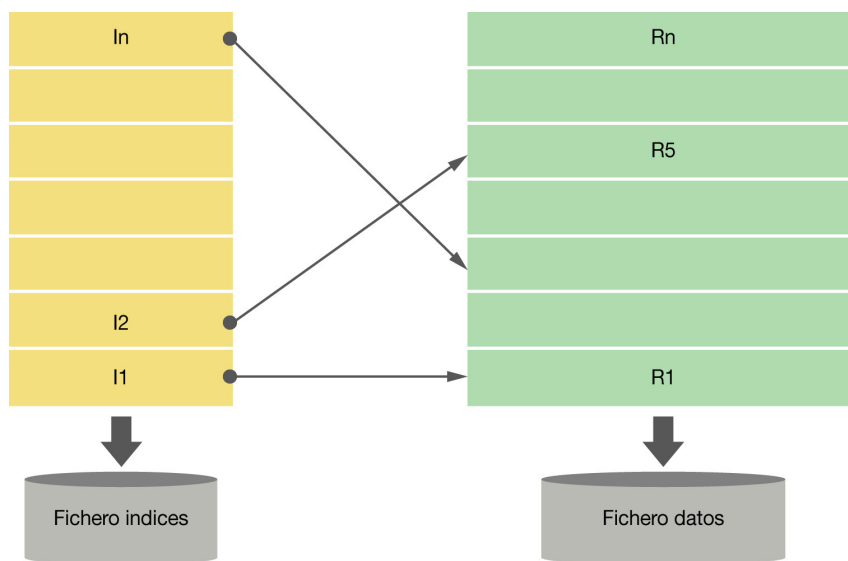 In
Rn
R5
I2
I1
R1
Fichero indices
Fichero datos